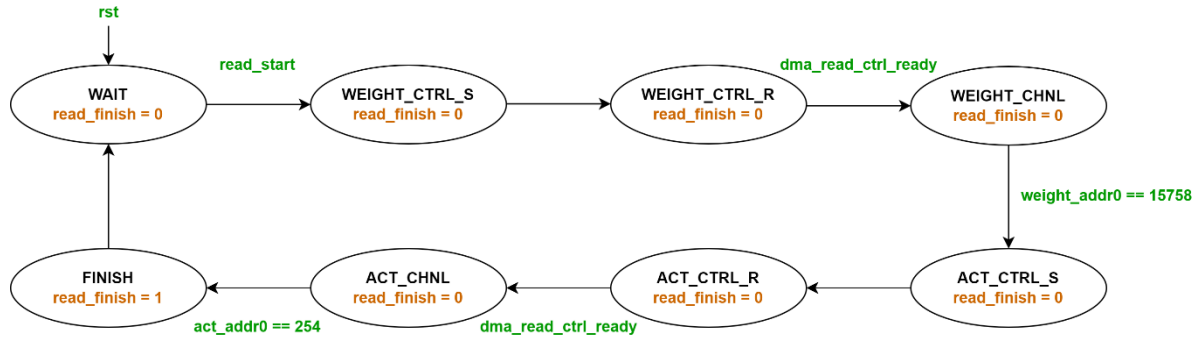 rst
read_start
dma_read_ctrl_ready
WAIT
read_finish = 0
WEIGHT_CTRL_S
read_finish = 0
WEIGHT_CTRL_R
read_finish = 0
WEIGHT_CHNL
read_finish = 0
weight_addr0 == 15758
FINISH
read_finish = 1
ACT_CHNL
read_finish = 0
ACT_CTRL_R
read_finish = 0
ACT_CTRL_S
read_finish = 0
act_addr0 == 254
dma_read_ctrl_ready